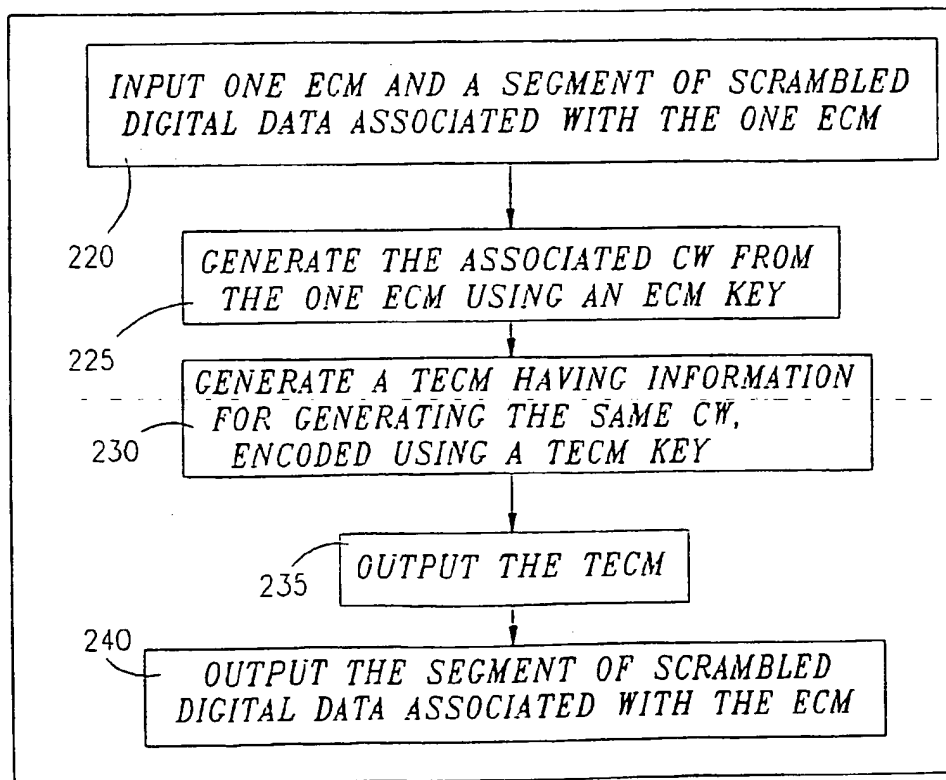 INPUT ONE ECM AND A SEGMENT OF SCRAMBLED
DIGITAL DATA ASSOCIATED WITH THE ONE ECM
220
GENERATE THE ASSOCIATED CW FROM
THE ONE ECM USING AN ECM KEY
225
GENERATE A TECM HAVING INFORMATION
FOR GENERATING THE SAME CW,
ENCODED USING A TECM KEY
230
OUTPUT THE TECM
235
240
OUTPUT THE SEGMENT OF SCRAMBLED
DIGITAL DATA ASSOCIATED WITH THE ECM